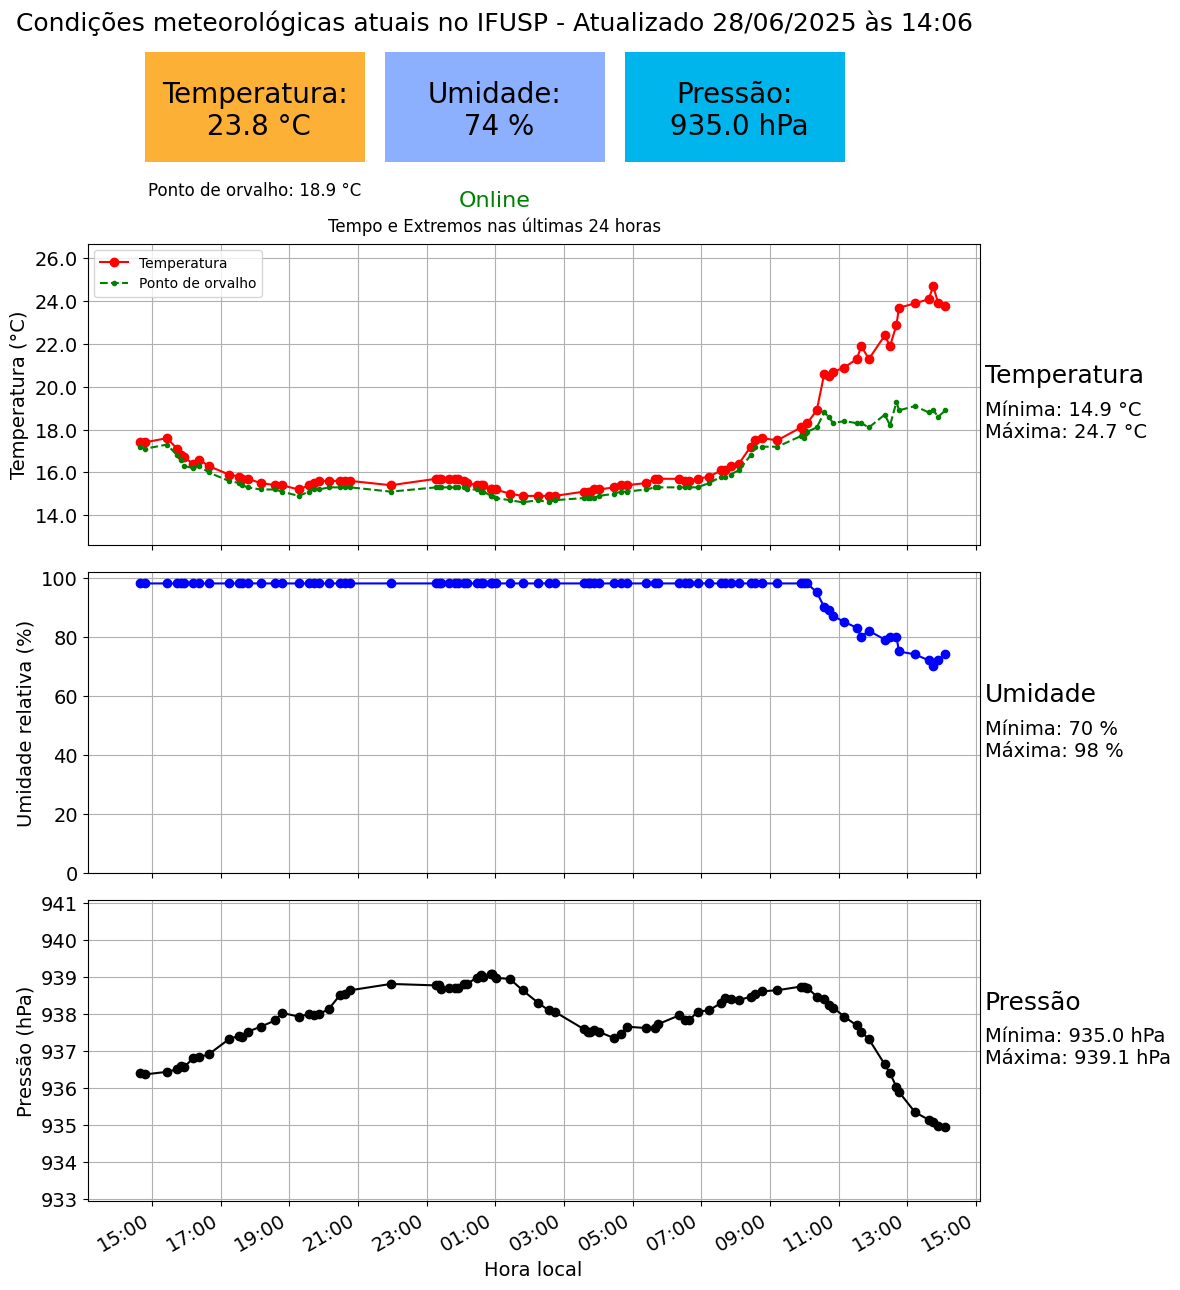 Condições meteorológicas atuais no IFUSP - Atualizado 28/06/2025 às 14:06
Temperatura:
23.8 °C
Umidade:
74 %
Pressão:
935.0 hPa
Ponto de orvalho: 18.9 °C
Online
Tempo e Extremos nas últimas 24 horas
Temperatura
Ponto de orvalho
Temperatura (°C)
26.0
24.0
22.0
20.0
18.0
16.0
14.0
Temperatura
Mínima: 14.9 °C
Máxima: 24.7 °C
Umidade relativa (%)
100
80
60
40
20
0
Umidade
Mínima: 70 %
Máxima: 98 %
Pressão (hPa)
941
940
939
938
937
936
935
934
933
Pressão
Mínima: 935.0 hPa
Máxima: 939.1 hPa
15:00 17:00 19:00 21:00 23:00 01:00 03:00 05:00 07:00 09:00 11:00 13:00 15:00
Hora local